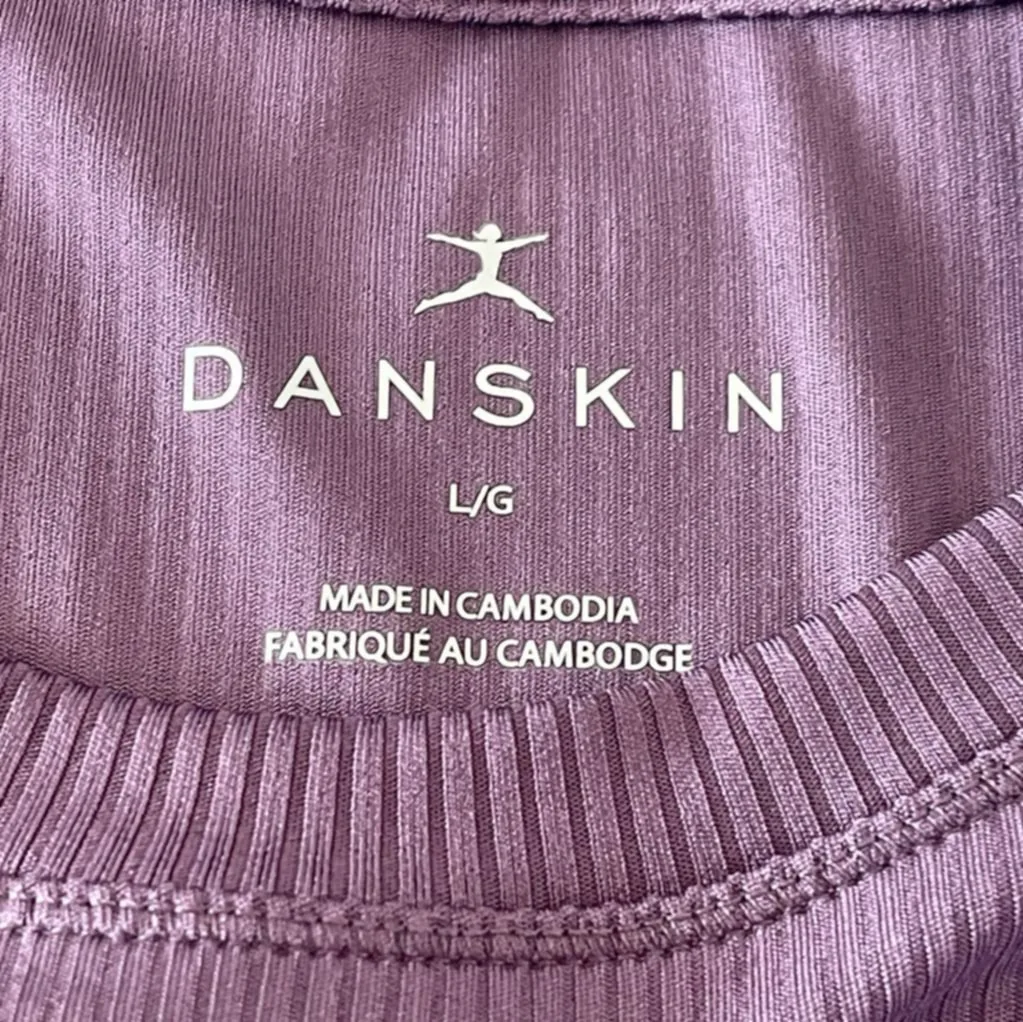 DANSKIN
L/G
MADE IN CAMBODIA
FABRIQUÉ AU CAMBODGE